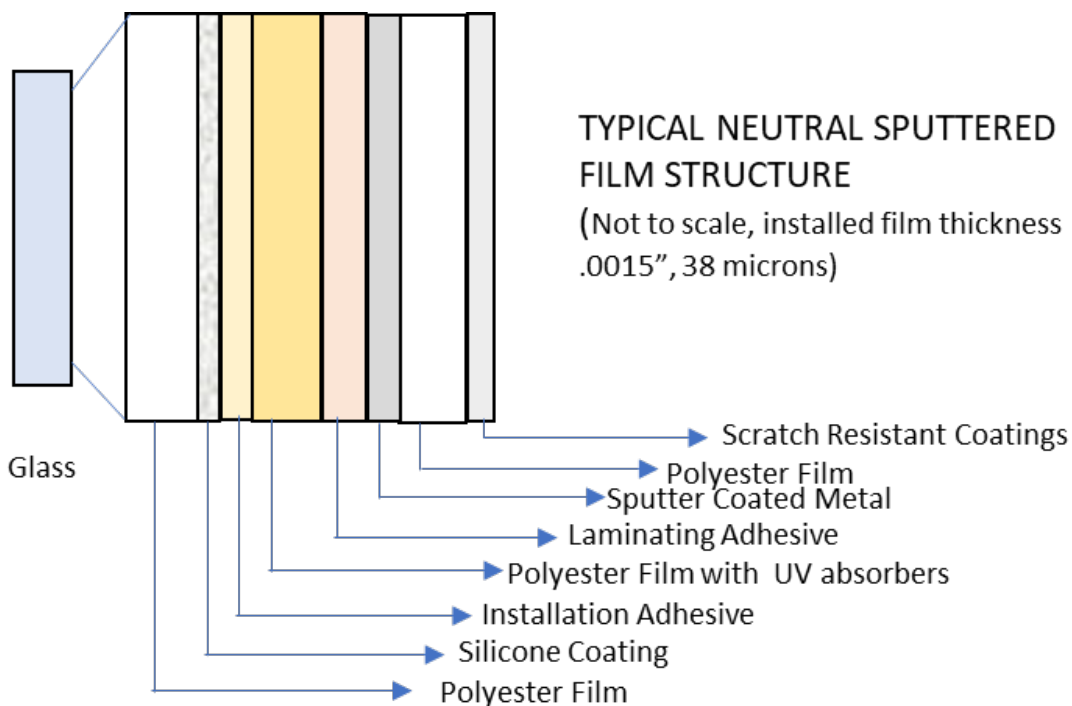 TYPICAL NEUTRAL SPUTTERED
FILM STRUCTURE
(Not to scale, installed film thickness
.0015”, 38 microns)
Glass
Scratch Resistant Coatings
Polyester Film
Sputter Coated Metal
Laminating Adhesive
Polyester Film with UV absorbers
Installation Adhesive
Silicone Coating
Polyester Film